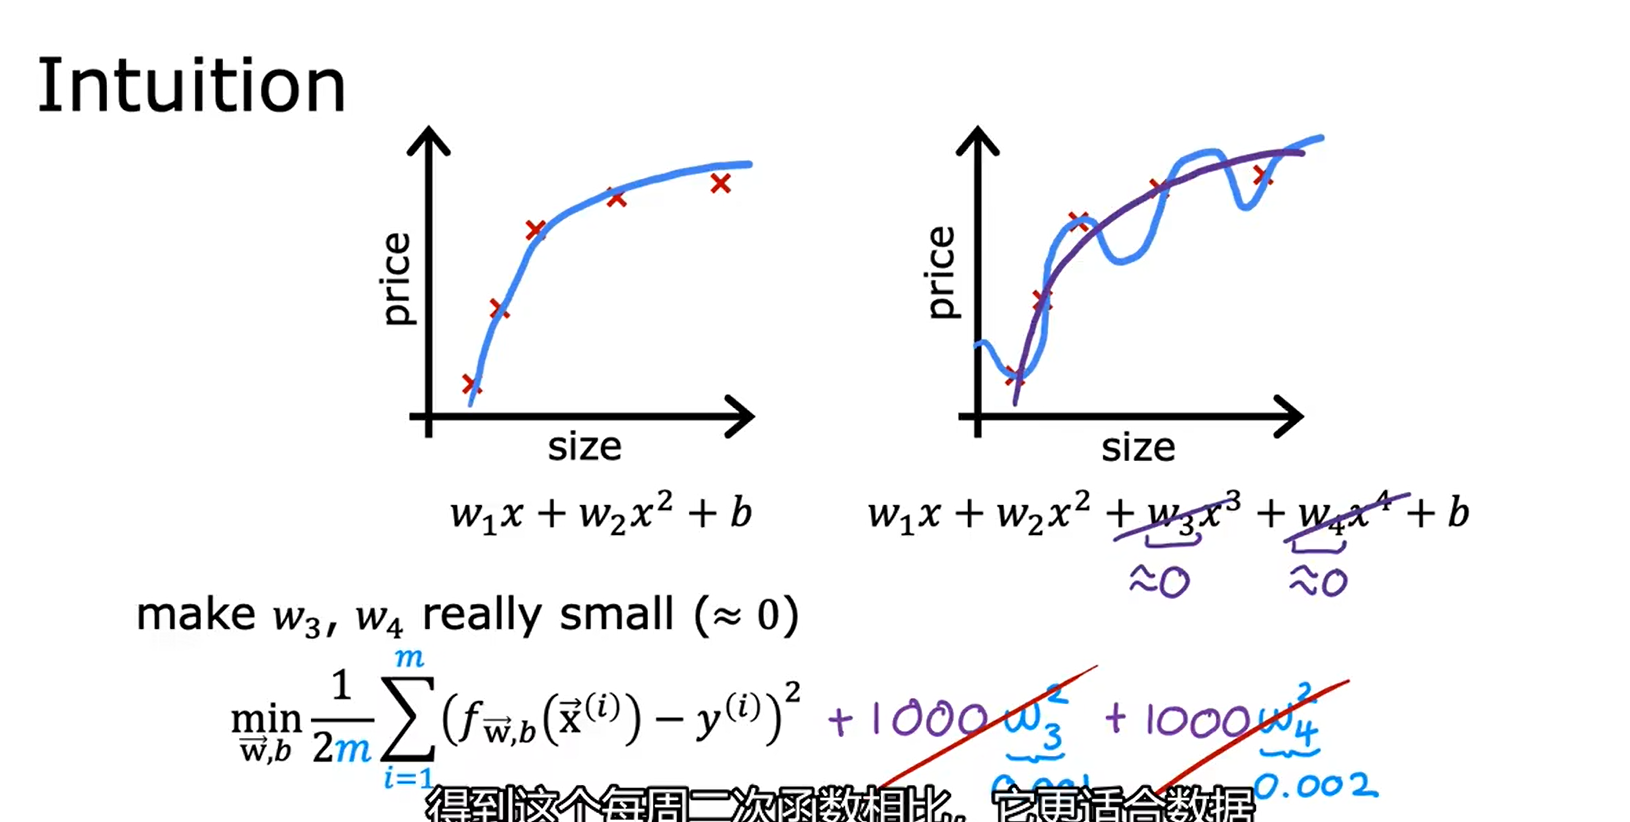 Intuition
price
size
price
size
w₁x + w₂x² + b
w₁x + w₂x² + w₃x³ + w₄x⁴ + b
≈0 ≈0
make w₃, w₄ really small (≈ 0)
min w⃗,b 1/2m ∑ i=1 m (f w⃗,b(x⃗⁽ⁱ⁾) − y⁽ⁱ⁾)² + 1000 w₃² + 1000 w₄²
0.002
得到这个每周二次函数相比。它更适合数据